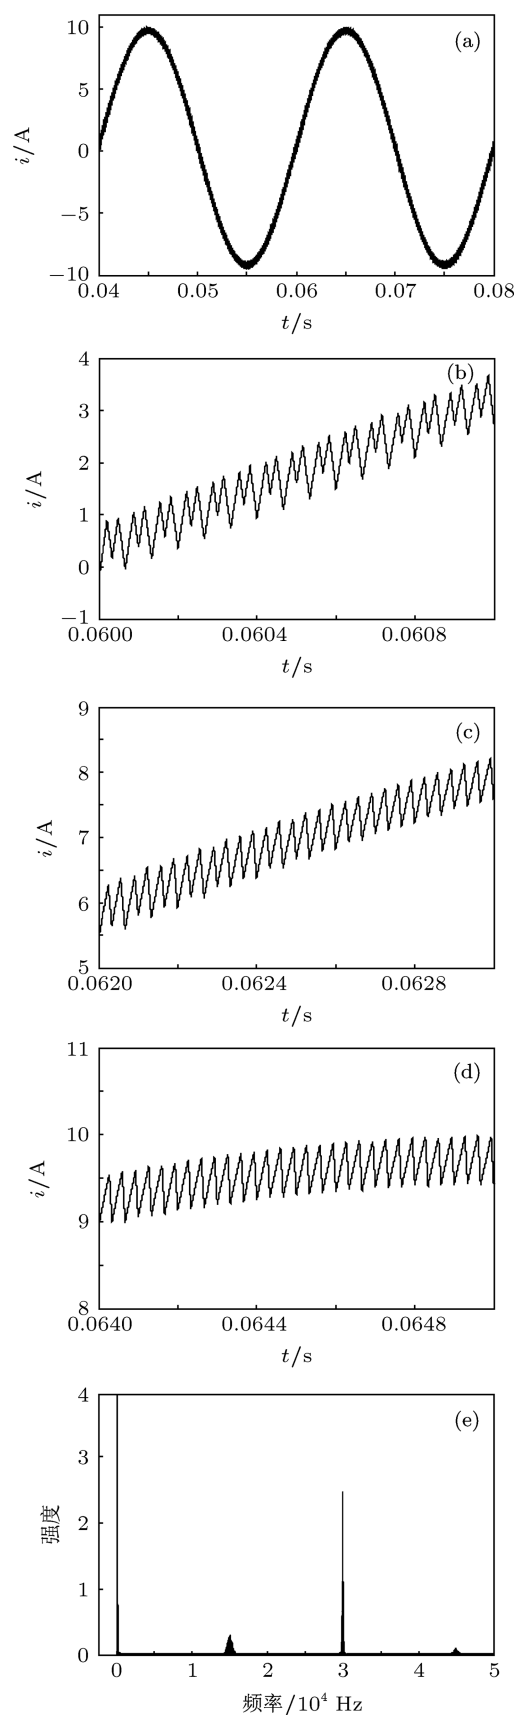 10
(a)
5
i/A
0
−5
−10
0.04 0.05 0.06 0.07 0.08
t/s
4
(b)
3
2
i/A
1
0
−1
0.0600 0.0604 0.0608
t/s
9
(c)
8
7
i/A
6
5
0.0620 0.0624 0.0628
t/s
11
(d)
10
i/A
9
8
0.0640 0.0644 0.0648
t/s
4
(e)
3
2
强度
1
0
0 1 2 3 4 5
频率/10⁴ Hz